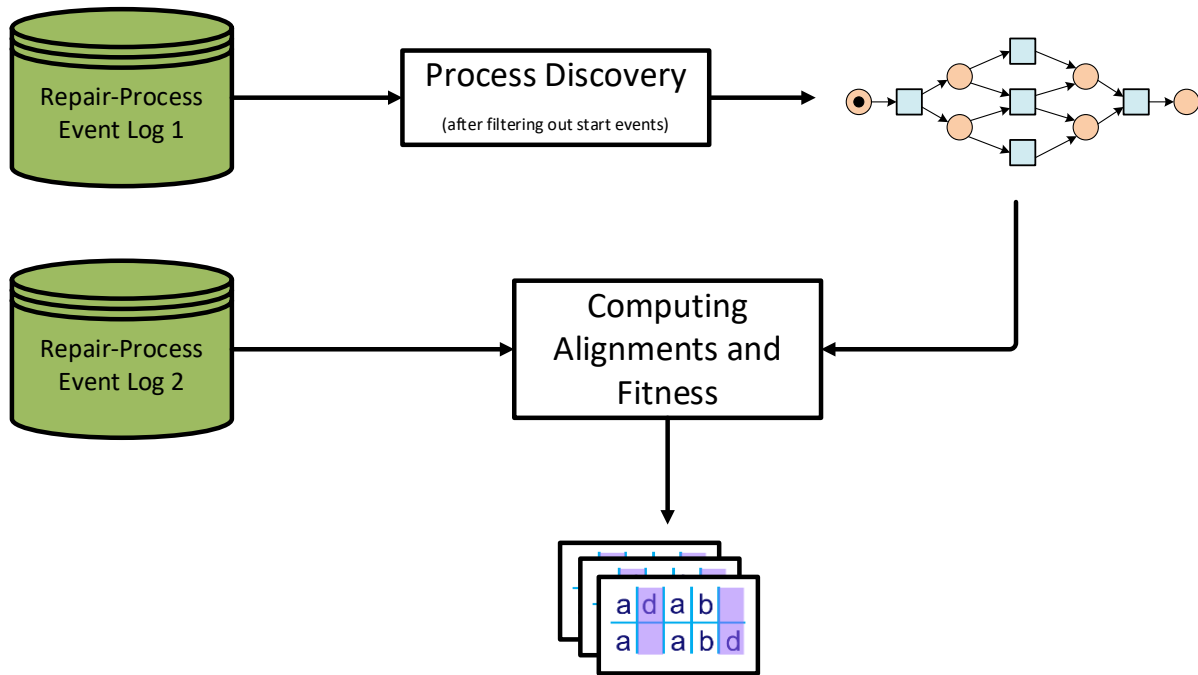 Repair-Process
Event Log 1
Process Discovery
(after filtering out start events)
Repair-Process
Event Log 2
Computing
Alignments and
Fitness
a d a b
a a b d